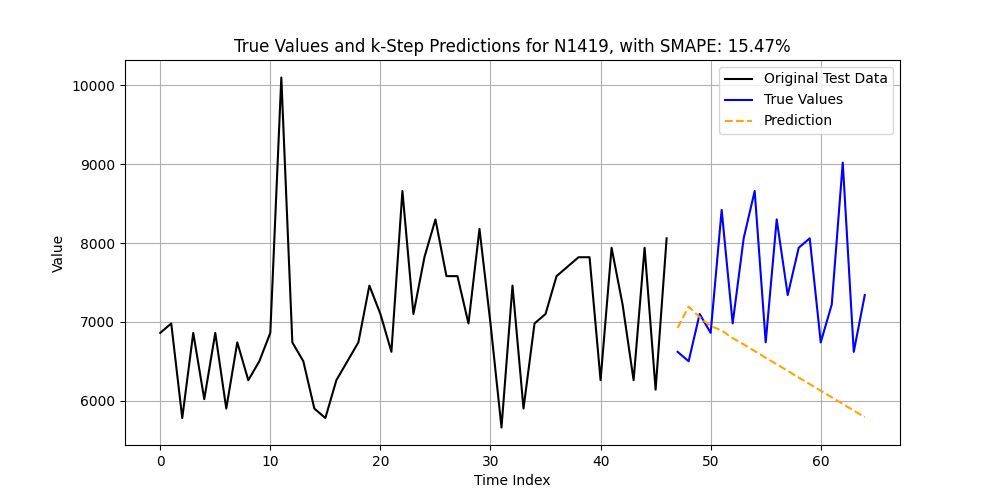 True Values and k-Step Predictions for N1419, with SMAPE: 15.47%
Original Test Data
True Values
Prediction
10000
9000
8000
7000
6000
Value
0 10 20 30 40 50 60
Time Index